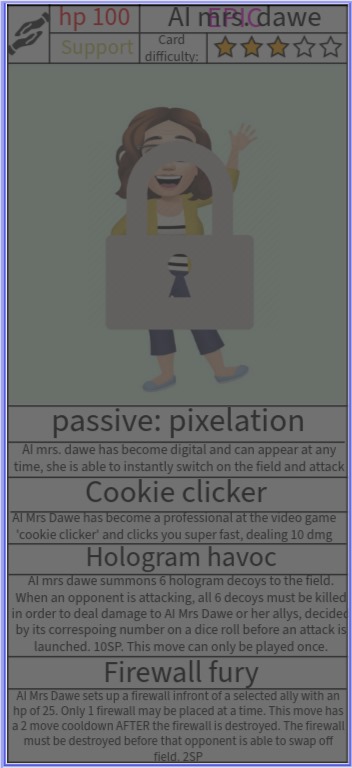 hp 100
AI mrs. dawe
EPIC
Support
Card
difficulty:
passive: pixelation
AI mrs. dawe has become digital and can appear at any
time, she is able to instantly switch on the field and attack
Cookie clicker
AI Mrs Dawe has become a professional at the video game
'cookie clicker' and clicks you super fast, dealing 10 dmg
Hologram havoc
AI mrs dawe summons 6 hologram decoys to the field.
When an opponent is attacking, all 6 decoys must be killed
in order to deal damage to AI Mrs Dawe or her allys, decided
by its correspoing number on a dice roll before an attack is
launched. 10SP. This move can only be played once.
Firewall fury
AI Mrs Dawe sets up a firewall infront of a selected ally with an
hp of 25. Only 1 firewall may be placed at a time. This move has
a 2 move cooldown AFTER the firewall is destroyed. The firewall
must be destroyed before that opponent is able to swap off
field. 2SP